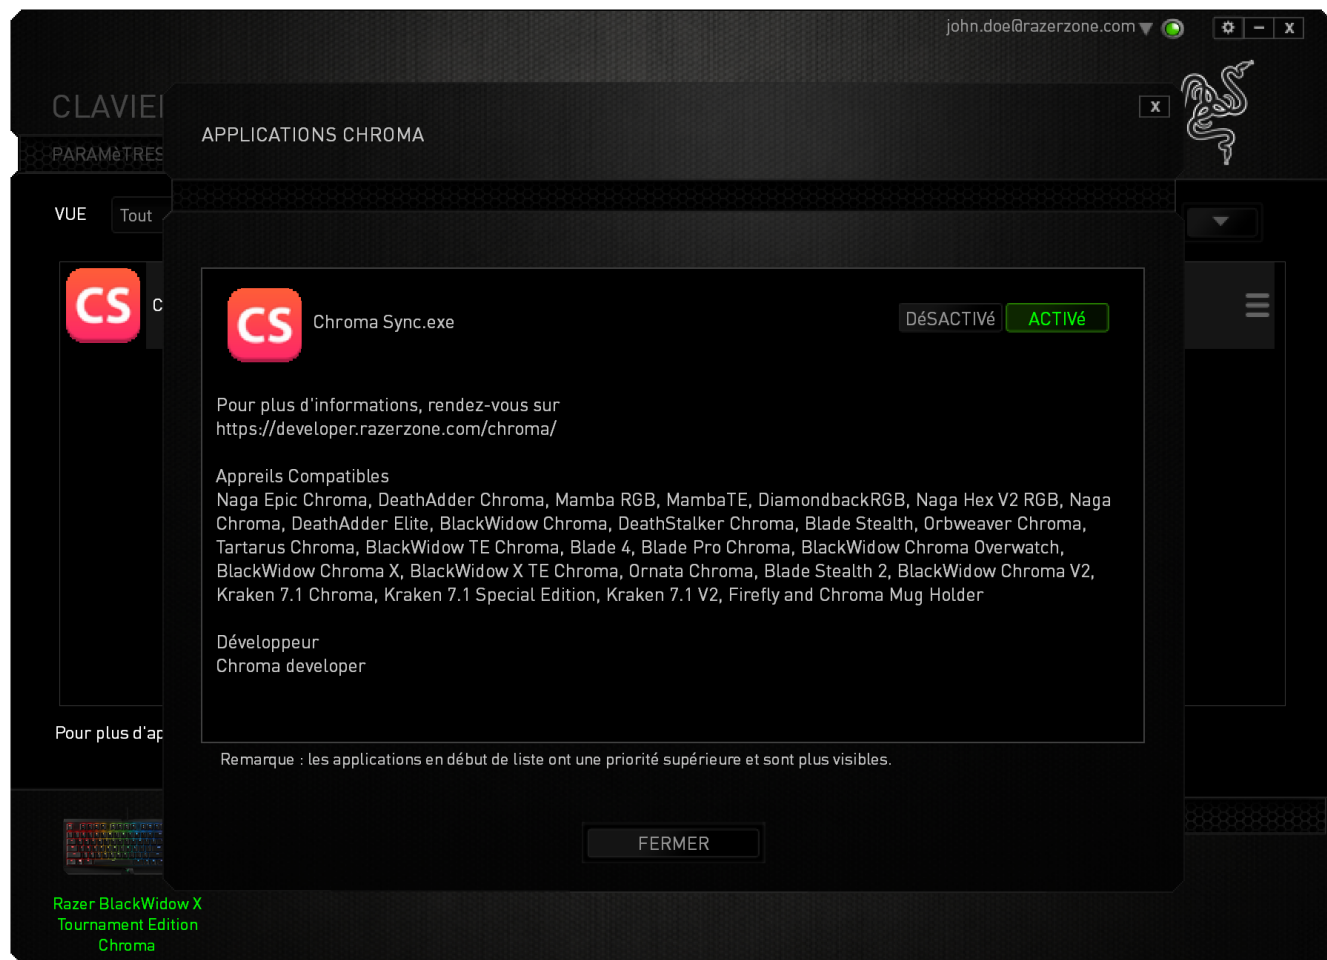 john.doe@razerzone.com
x
CLAVIE
APPLICATIONS CHROMA
x
PARAMèTRES
VUE
Tout
CS
C
CS
Chroma Sync.exe
DéSACTIVé
ACTIVé
Pour plus d'informations, rendez-vous sur
https://developer.razerzone.com/chroma/
Appreils Compatibles
Naga Epic Chroma, DeathAdder Chroma, Mamba RGB, MambaTE, DiamondbackRGB, Naga Hex V2 RGB, Naga
Chroma, DeathAdder Elite, BlackWidow Chroma, DeathStalker Chroma, Blade Stealth, Orbweaver Chroma,
Tartarus Chroma, BlackWidow TE Chroma, Blade 4, Blade Pro Chroma, BlackWidow Chroma Overwatch,
BlackWidow Chroma X, BlackWidow X TE Chroma, Ornata Chroma, Blade Stealth 2, BlackWidow Chroma V2,
Kraken 7.1 Chroma, Kraken 7.1 Special Edition, Kraken 7.1 V2, Firefly and Chroma Mug Holder
Développeur
Chroma developer
Pour plus d'ap
Remarque : les applications en début de liste ont une priorité supérieure et sont plus visibles.
FERMER
Razer BlackWidow X
Tournament Edition
Chroma